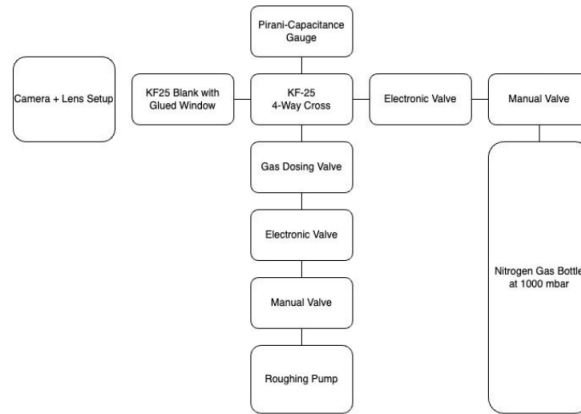 Pirani-Capacitance
Gauge
Camera + Lens Setup
KF25 Blank with
Glued Window
KF-25
4-Way Cross
Electronic Valve
Manual Valve
Gas Dosing Valve
Electronic Valve
Manual Valve
Roughing Pump
Nitrogen Gas Bottle
at 1000 mbar